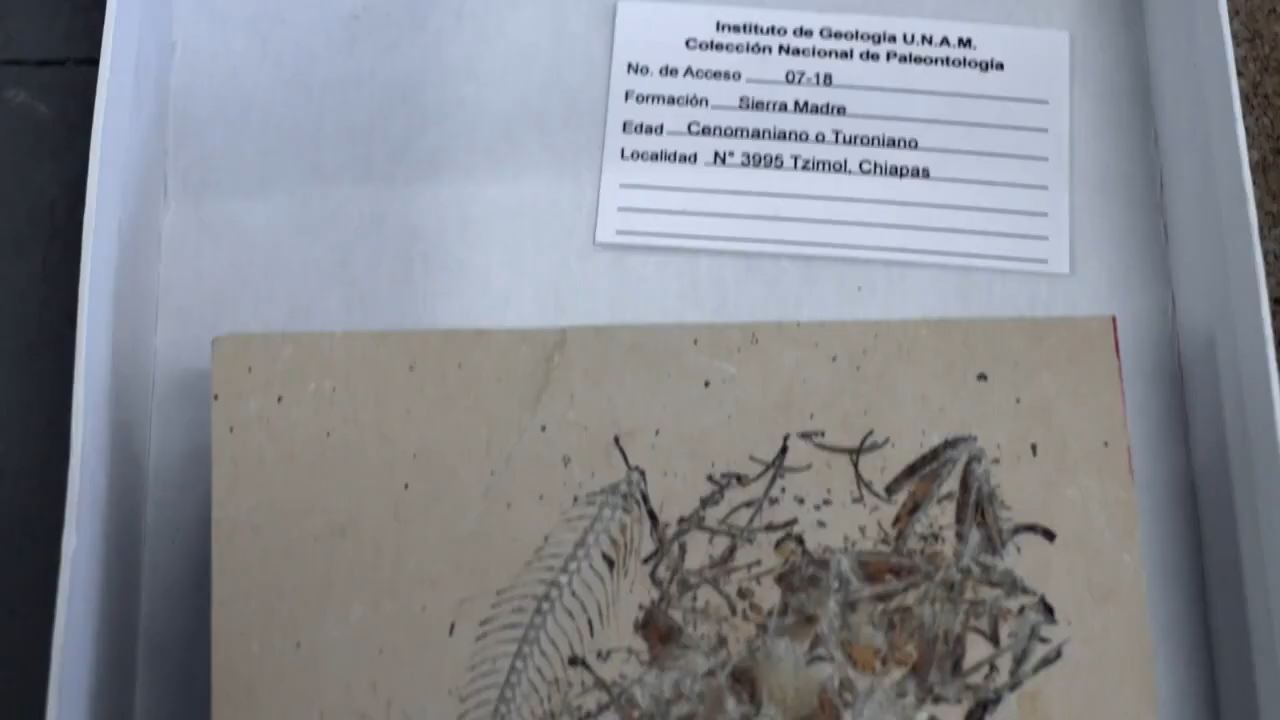 Instituto de Geología U.N.A.M.
Colección Nacional de Paleontología
No. de Acceso 07-18
Formación Sierra Madre
Edad Cenomaniano o Turoniano
Localidad N° 3995 Tzimol, Chiapas